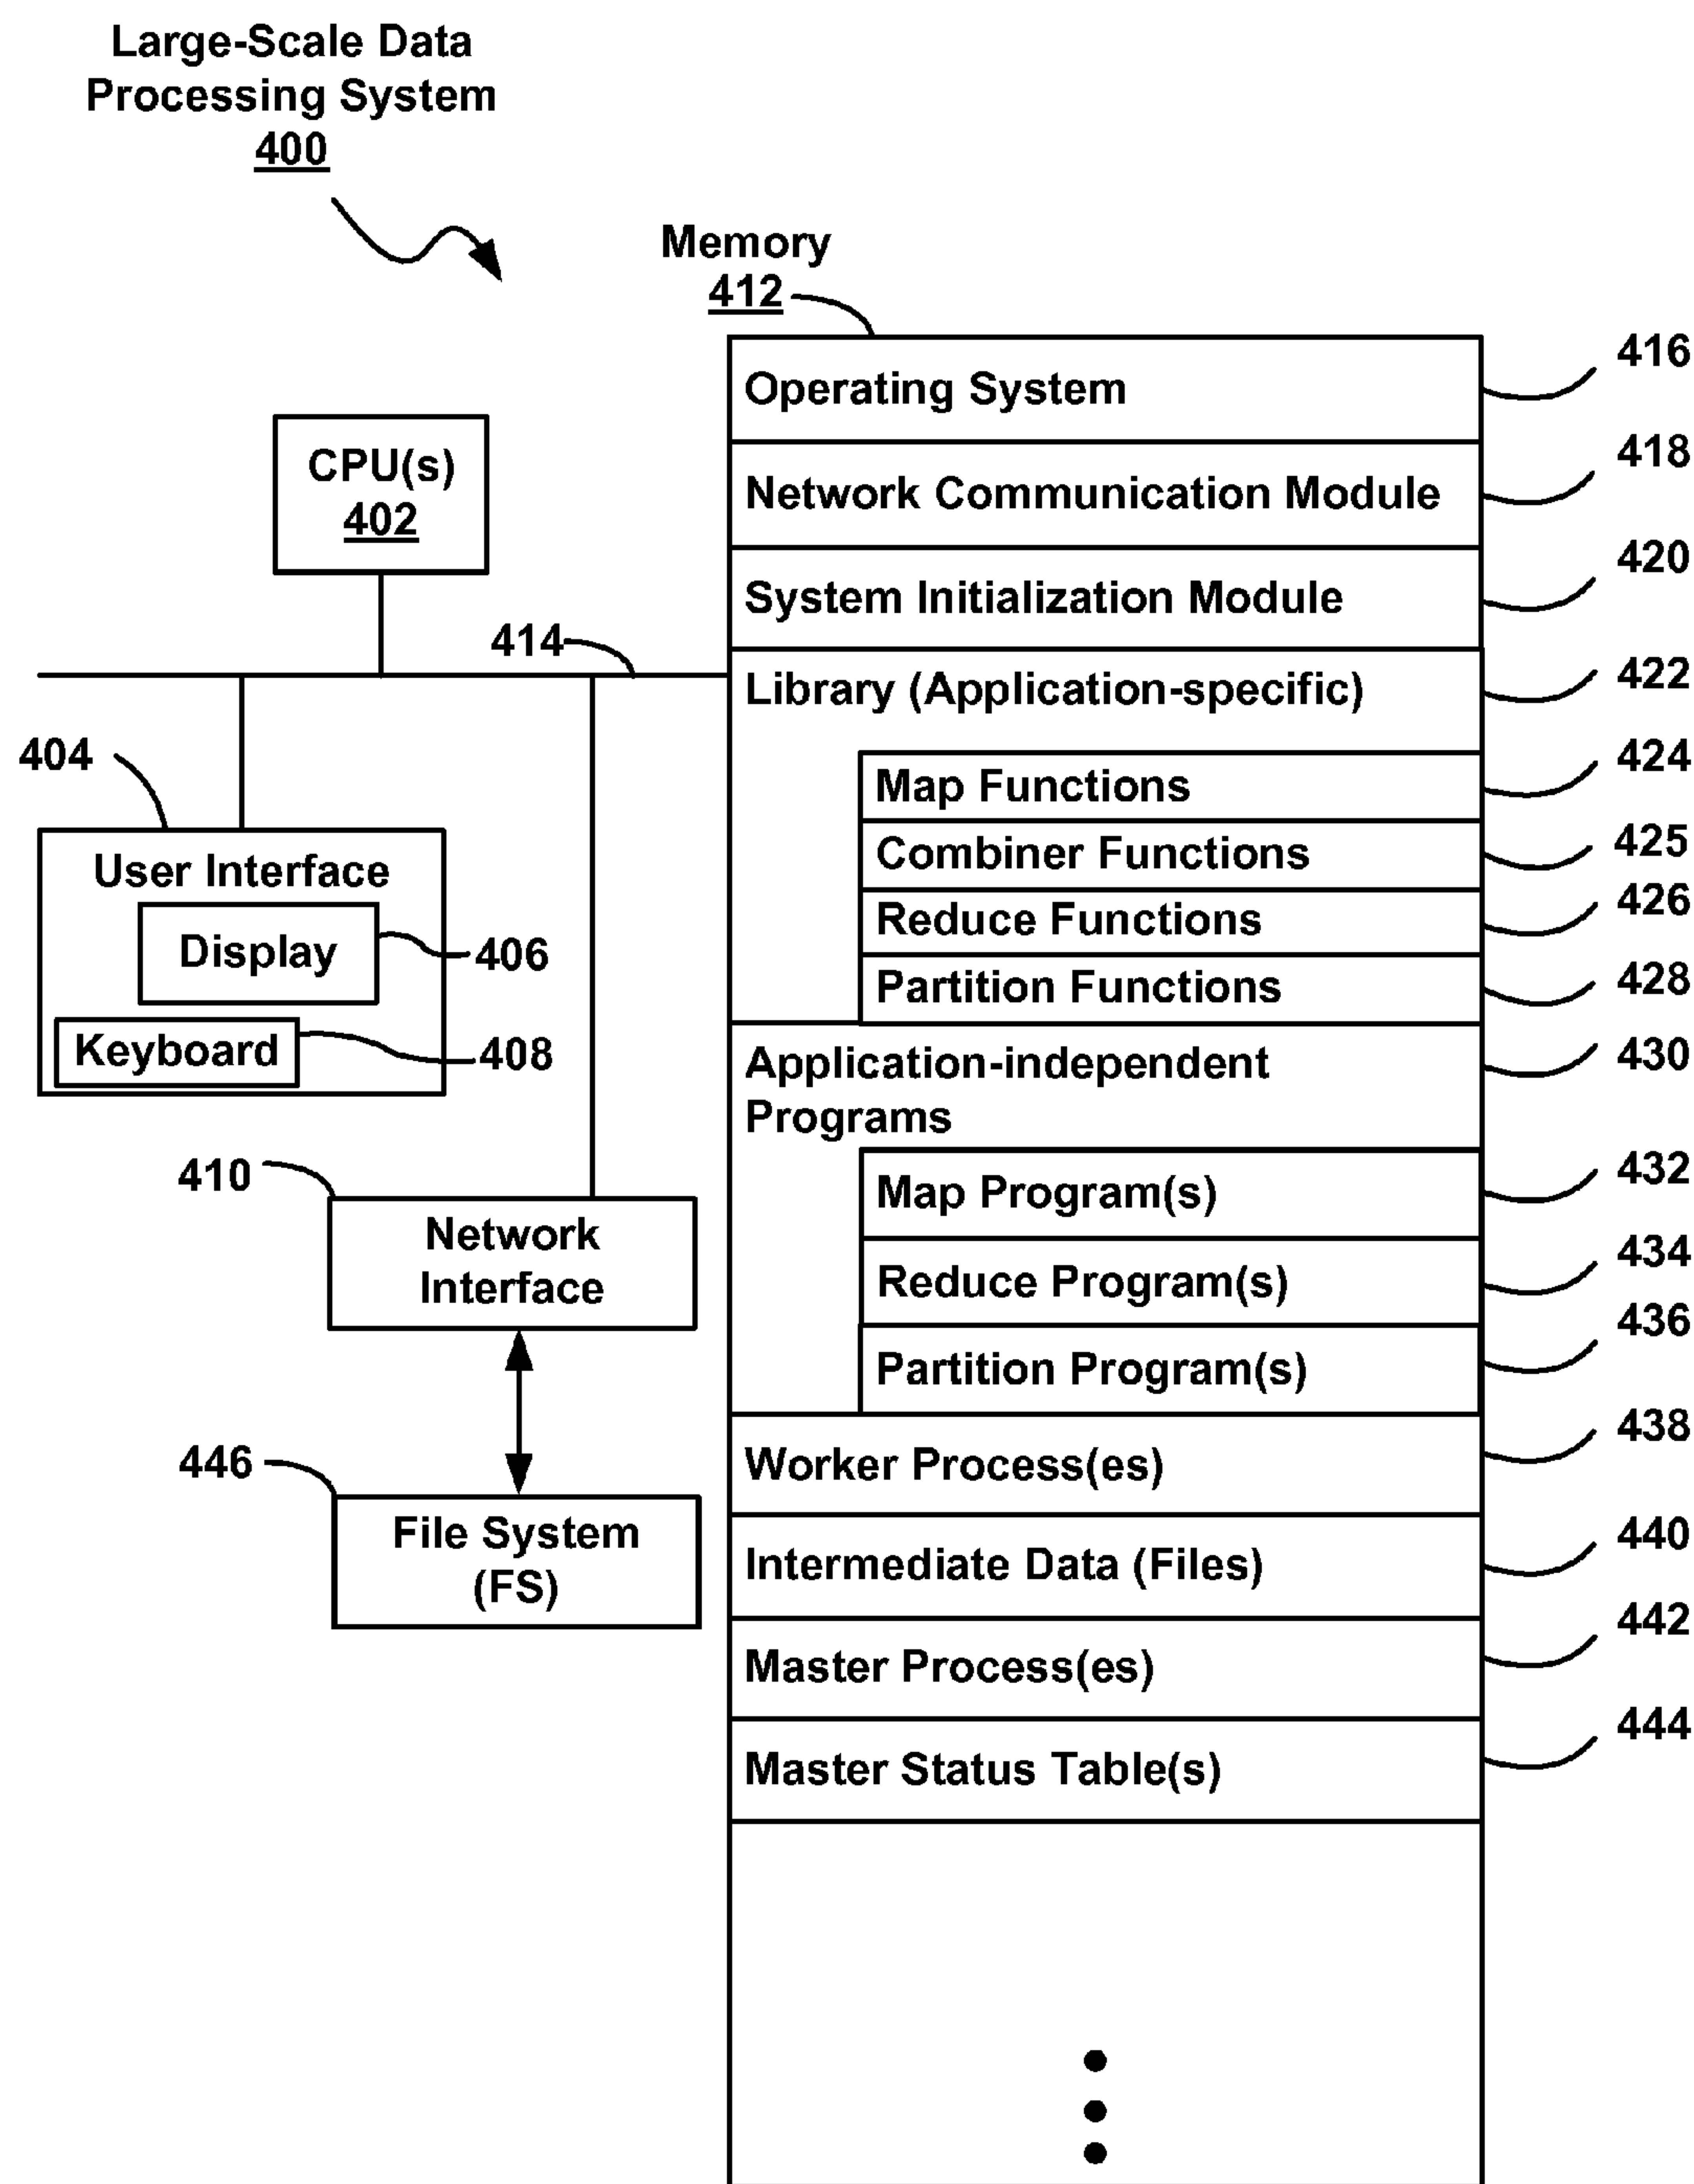 Large-Scale Data
Processing System
400
Memory
412
Operating System
416
Network Communication Module
418
System Initialization Module
420
CPU(s)
402
414
Library (Application-specific)
422
Map Functions
424
Combiner Functions
425
Reduce Functions
426
Partition Functions
428
404
User Interface
Display
406
Keyboard
408
Application-independent
Programs
430
Map Program(s)
432
Reduce Program(s)
434
Partition Program(s)
436
410
Network
Interface
446
File System
(FS)
Worker Process(es)
438
Intermediate Data (Files)
440
Master Process(es)
442
Master Status Table(s)
444